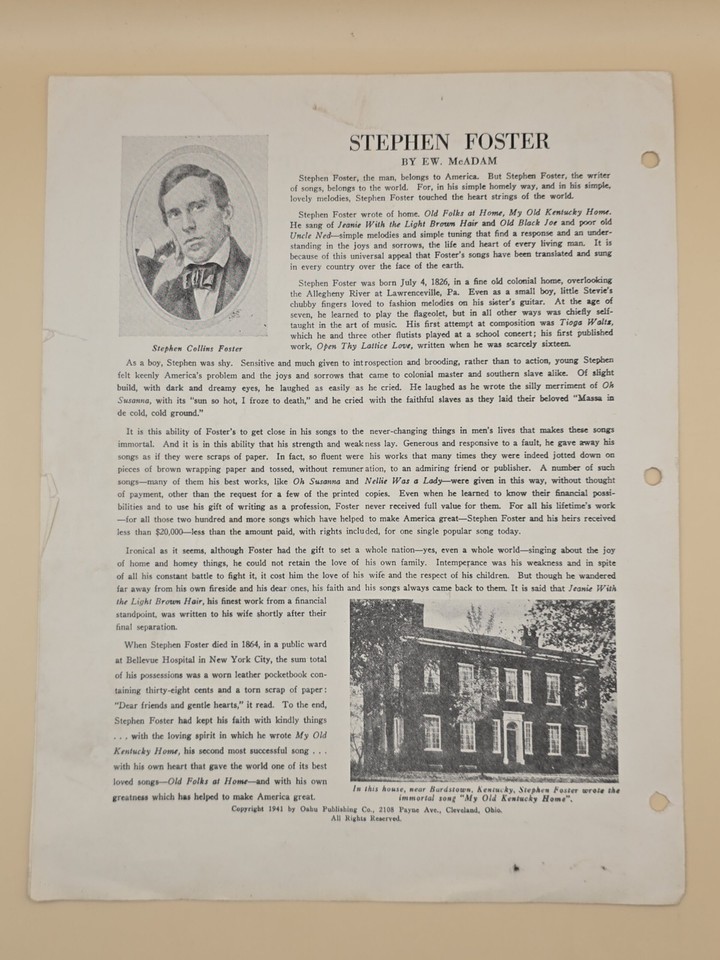 STEPHEN FOSTER
BY EW. McADAM
Stephen Foster, the man, belongs to America. But Stephen Foster, the writer
of songs, belongs to the world. For, in his simple homely way, and in his simple,
lovely melodies, Stephen Foster touched the heart strings of the world.
Stephen Foster wrote of home. Old Folks at Home, My Old Kentucky Home.
He sang of Jeanie With the Light Brown Hair and Old Black Joe and poor old
Uncle Ned—simple melodies and simple tuning that find a response and an under-
standing in the joys and sorrows, the life and heart of every living man. It is
because of this universal appeal that Foster's songs have been translated and sung
in every country over the face of the earth.
Stephen Foster was born July 4, 1826, in a fine old colonial home, overlooking
the Allegheny River at Lawrenceville, Pa. Even as a small boy, little Stevie's
chubby fingers loved to fashion melodies on his sister's guitar. At the age of
seven, he learned to play the flageolet, but in all other ways was chiefly self-
taught in the art of music. His first attempt at composition was Tioga Waltz,
which he and three other flutists played at a school concert; his first published
work, Open Thy Lattice Love, written when he was scarcely sixteen.
Stephen Collins Foster
As a boy, Stephen was shy. Sensitive and much given to introspection and brooding, rather than to action, young Stephen
felt keenly America's problem and the joys and sorrows that came to colonial master and southern slave alike. Of slight
build, with dark and dreamy eyes, he laughed as easily as he cried. He laughed as he wrote the silly merriment of Oh
Susanna, with its "sun so hot, I froze to death," and he cried with the faithful slaves as they laid their beloved "Massa in
de cold, cold ground."
It is this ability of Foster's to get close in his songs to the never-changing things in men's lives that makes these songs
immortal. And it is in this ability that his strength and weakness lay. Generous and responsive to a fault, he gave away his
songs as if they were scraps of paper. In fact, so fluent were his works that many times they were indeed jotted down on
pieces of brown wrapping paper and tossed, without remuneration, to an admiring friend or publisher. A number of such
songs—many of them his best works, like Oh Susanna and Nellie Was a Lady—were given in this way, without thought
of payment, other than the request for a few of the printed copies. Even when he learned to know their financial possi-
bilities and to use his gift of writing as a profession, Foster never received full value for them. For all his lifetime's work
—for all those two hundred and more songs which have helped to make America great—Stephen Foster and his heirs received
less than $20,000—less than the amount paid, with rights included, for one single popular song today.
Ironical as it seems, although Foster had the gift to set a whole nation—yes, even a whole world—singing about the joy
of home and homey things, he could not retain the love of his own family. Intemperance was his weakness and in spite
of all his constant battle to fight it, it cost him the love of his wife and the respect of his children. But though he wandered
far away from his own fireside and his dear ones, his faith and his songs always came back to them. It is said that Jeanie With
the Light Brown Hair, his finest work from a financial
standpoint, was written to his wife shortly after their
final separation.
When Stephen Foster died in 1864, in a public ward
at Bellevue Hospital in New York City, the sum total
of his possessions was a worn leather pocketbook con-
taining thirty-eight cents and a torn scrap of paper:
"Dear friends and gentle hearts," it read. To the end,
Stephen Foster had kept his faith with kindly things
. . . with the loving spirit in which he wrote My Old
Kentucky Home, his second most successful song . . .
with his own heart that gave the world one of its best
loved songs—Old Folks at Home—and with his own
greatness which has helped to make America great.
In this house, near Bardstown, Kentucky, Stephen Foster wrote the
immortal song "My Old Kentucky Home".
Copyright 1941 by Oahu Publishing Co., 2108 Payne Ave., Cleveland, Ohio.
All Rights Reserved.